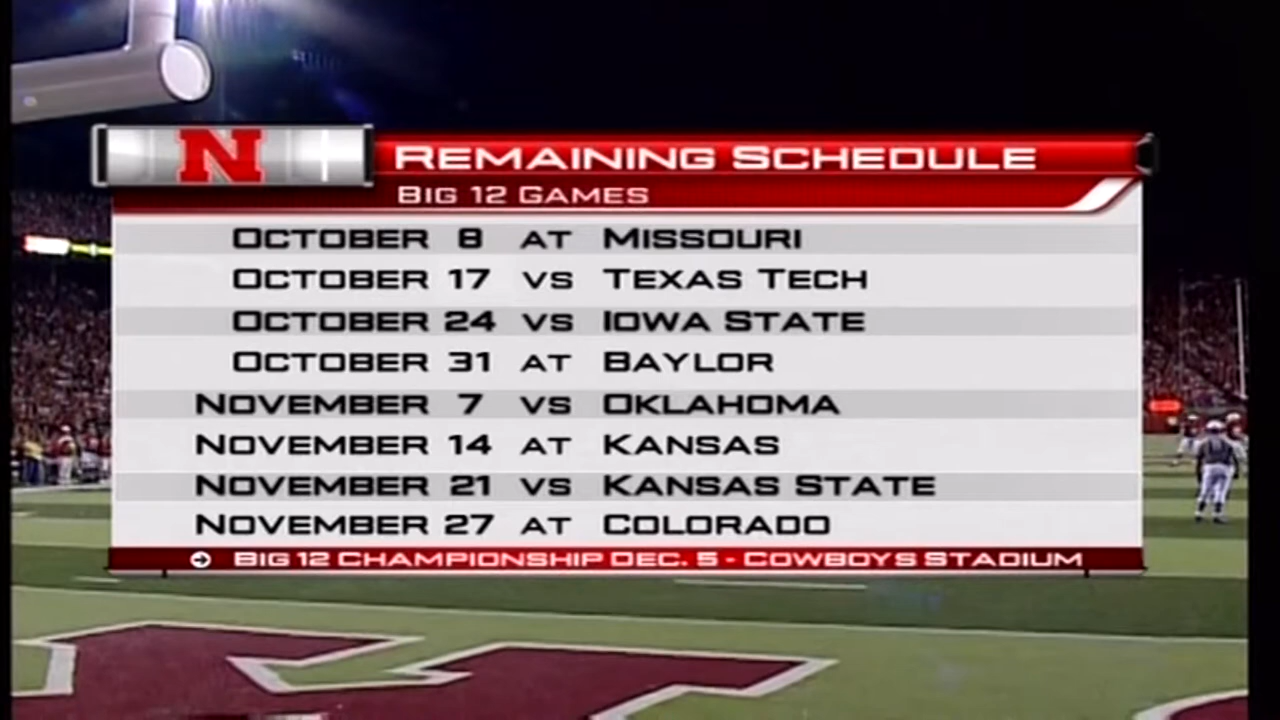 N REMAINING SCHEDULE
BIG 12 GAMES
OCTOBER 8 AT MISSOURI
OCTOBER 17 VS TEXAS TECH
OCTOBER 24 VS IOWA STATE
OCTOBER 31 AT BAYLOR
NOVEMBER 7 VS OKLAHOMA
NOVEMBER 14 AT KANSAS
NOVEMBER 21 VS KANSAS STATE
NOVEMBER 27 AT COLORADO
BIG 12 CHAMPIONSHIP DEC. 5 - COWBOYS STADIUM